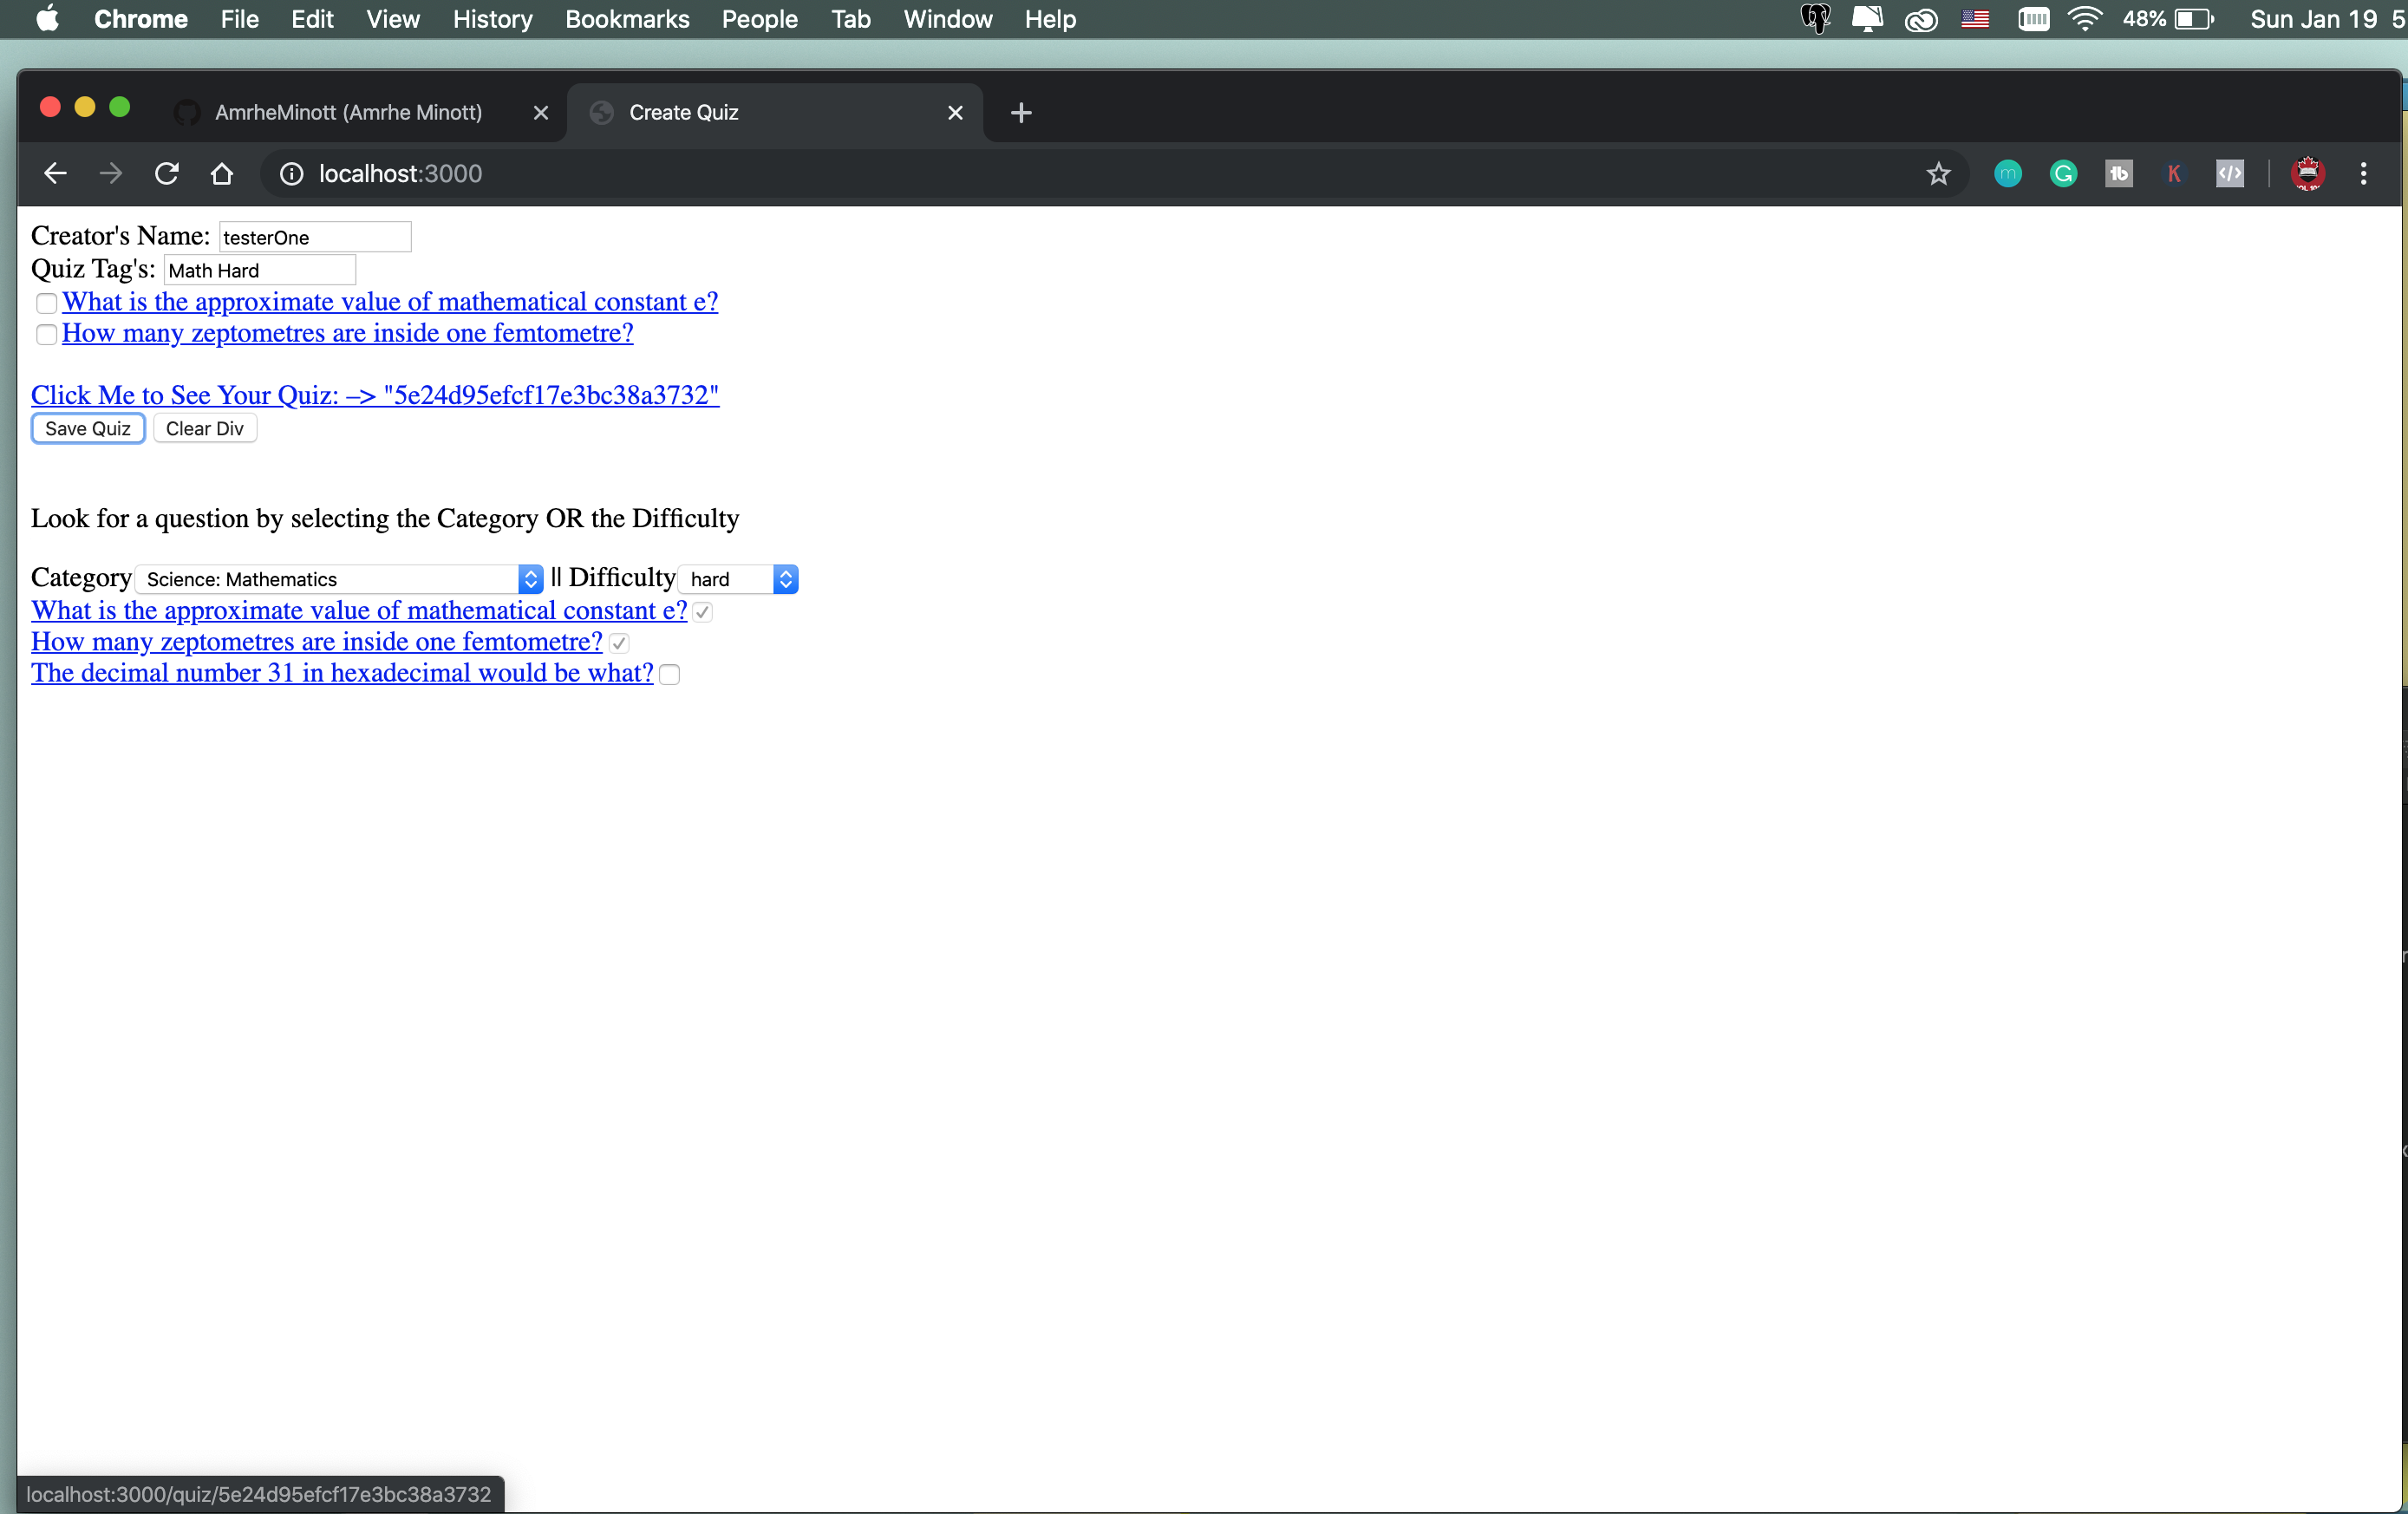 Chrome File Edit View History Bookmarks People Tab Window Help 48% Sun Jan 19 5
AmrheMinott (Amrhe Minott) Create Quiz
localhost:3000
Creator's Name: testerOne
Quiz Tag's: Math Hard
What is the approximate value of mathematical constant e?
How many zeptometres are inside one femtometre?
Click Me to See Your Quiz: --> "5e24d95efcf17e3bc38a3732"
Save Quiz Clear Div
Look for a question by selecting the Category OR the Difficulty
Category Science: Mathematics || Difficulty hard
What is the approximate value of mathematical constant e?
How many zeptometres are inside one femtometre?
The decimal number 31 in hexadecimal would be what?
localhost:3000/quiz/5e24d95efcf17e3bc38a3732